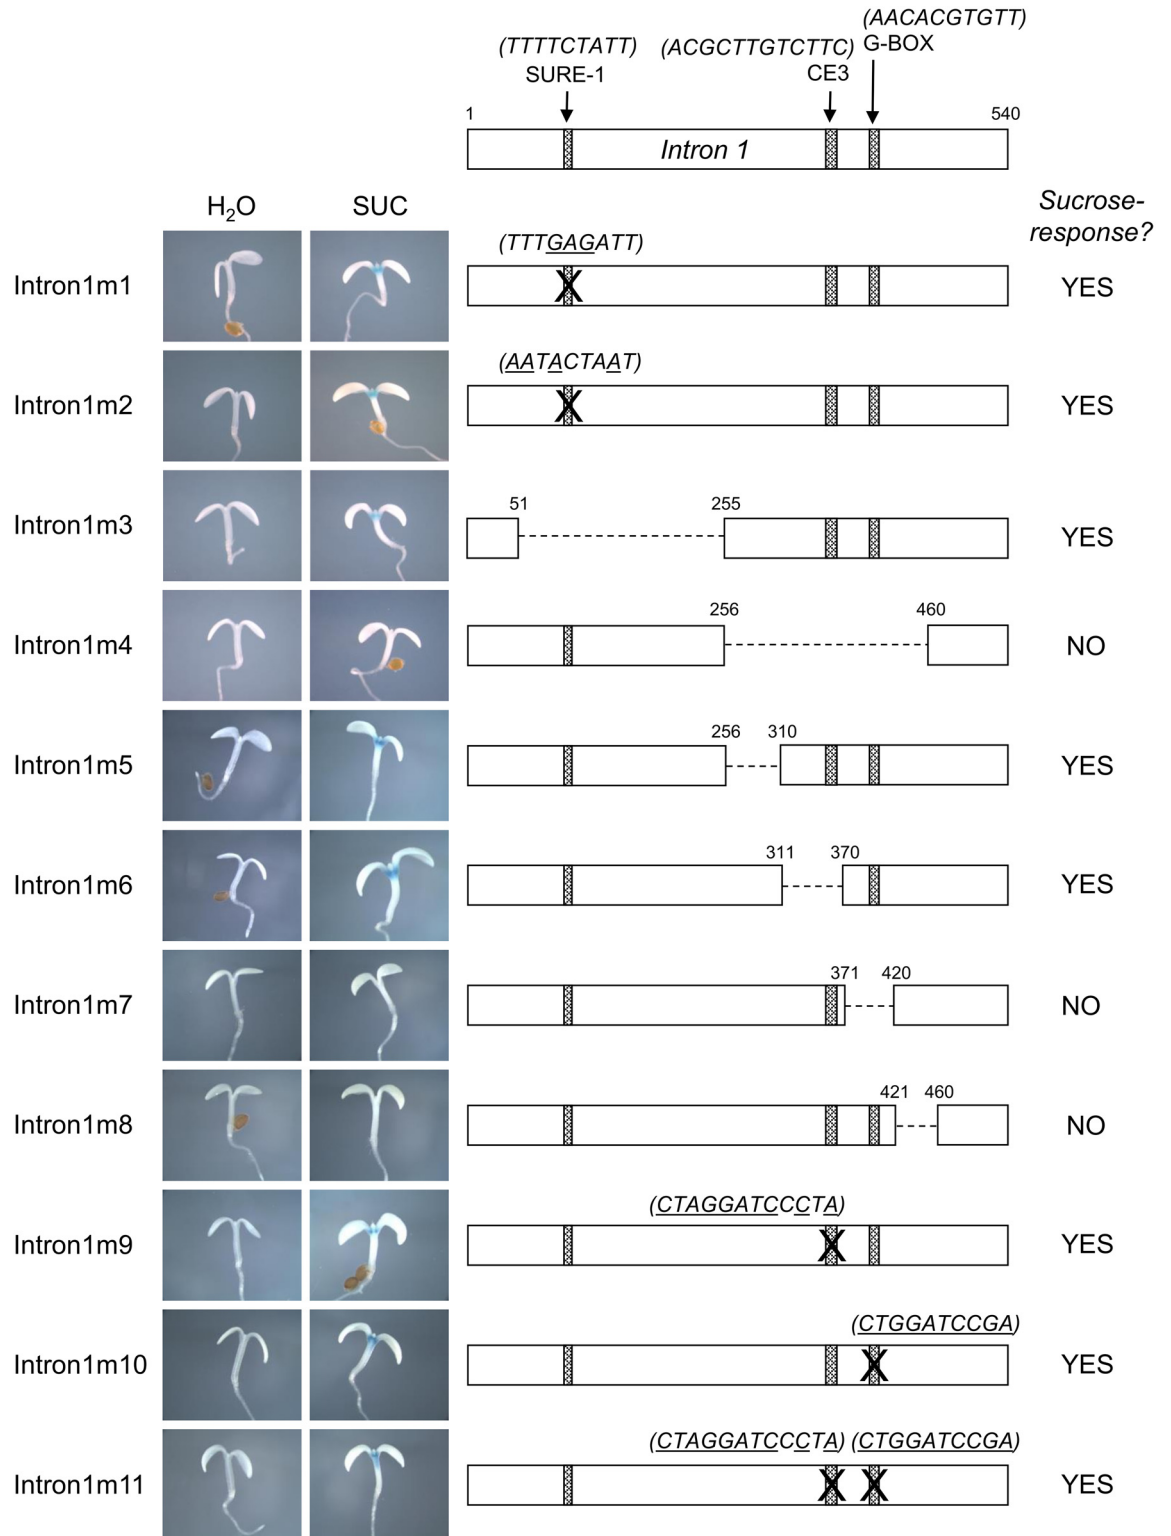 (AACACGTGTT)
(TTTTCTATT) (ACGCTTGTCTTC) G-BOX
SURE-1 CE3
1 540
Intron 1
H2O SUC Sucrose-
response?
(TTTGAGATT)
Intron1m1 YES
(AATACTAAT)
Intron1m2 YES
51 255
Intron1m3 YES
256 460
Intron1m4 NO
256 310
Intron1m5 YES
311 370
Intron1m6 YES
371 420
Intron1m7 NO
421 460
Intron1m8 NO
(CTAGGATCCCTA)
Intron1m9 YES
(CTGGATCCGA)
Intron1m10 YES
(CTAGGATCCCTA) (CTGGATCCGA)
Intron1m11 YES